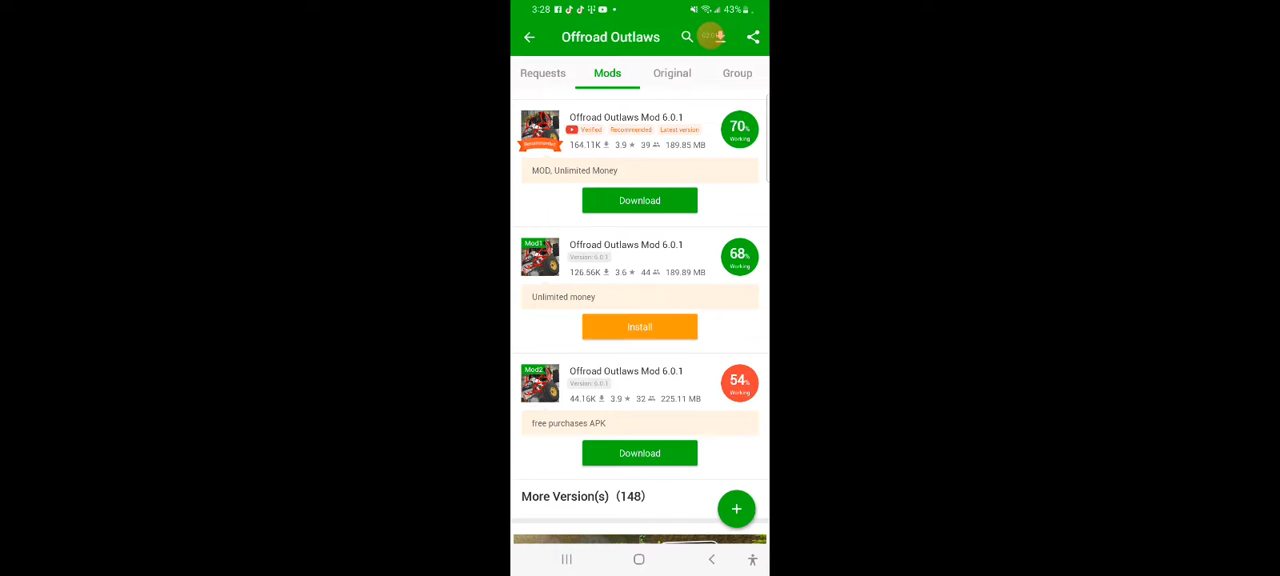 3:28
43%
Offroad Outlaws
Requests
Mods
Original
Group
Offroad Outlaws Mod 6.0.1
Verified
Recommended
Latest version
70%
Working
164.11K
3.9
39
189.85 MB
MOD, Unlimited Money
Download
Mod1
Offroad Outlaws Mod 6.0.1
Version: 6.0.1
68%
Working
126.56K
3.6
44
189.89 MB
Unlimited money
Install
Mod2
Offroad Outlaws Mod 6.0.1
Version: 6.0.1
54%
Working
44.16K
3.9
32
225.11 MB
free purchases APK
Download
More Version(s) (148)